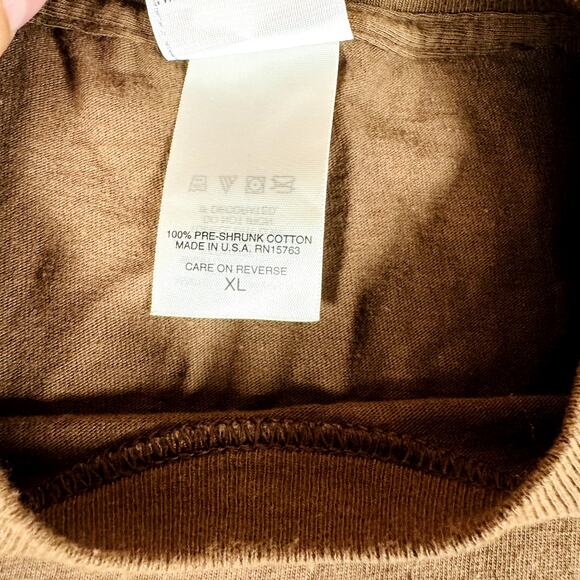 100% PRE-SHRUNK COTTON
MADE IN U.S.A. RN15763
CARE ON REVERSE
XL